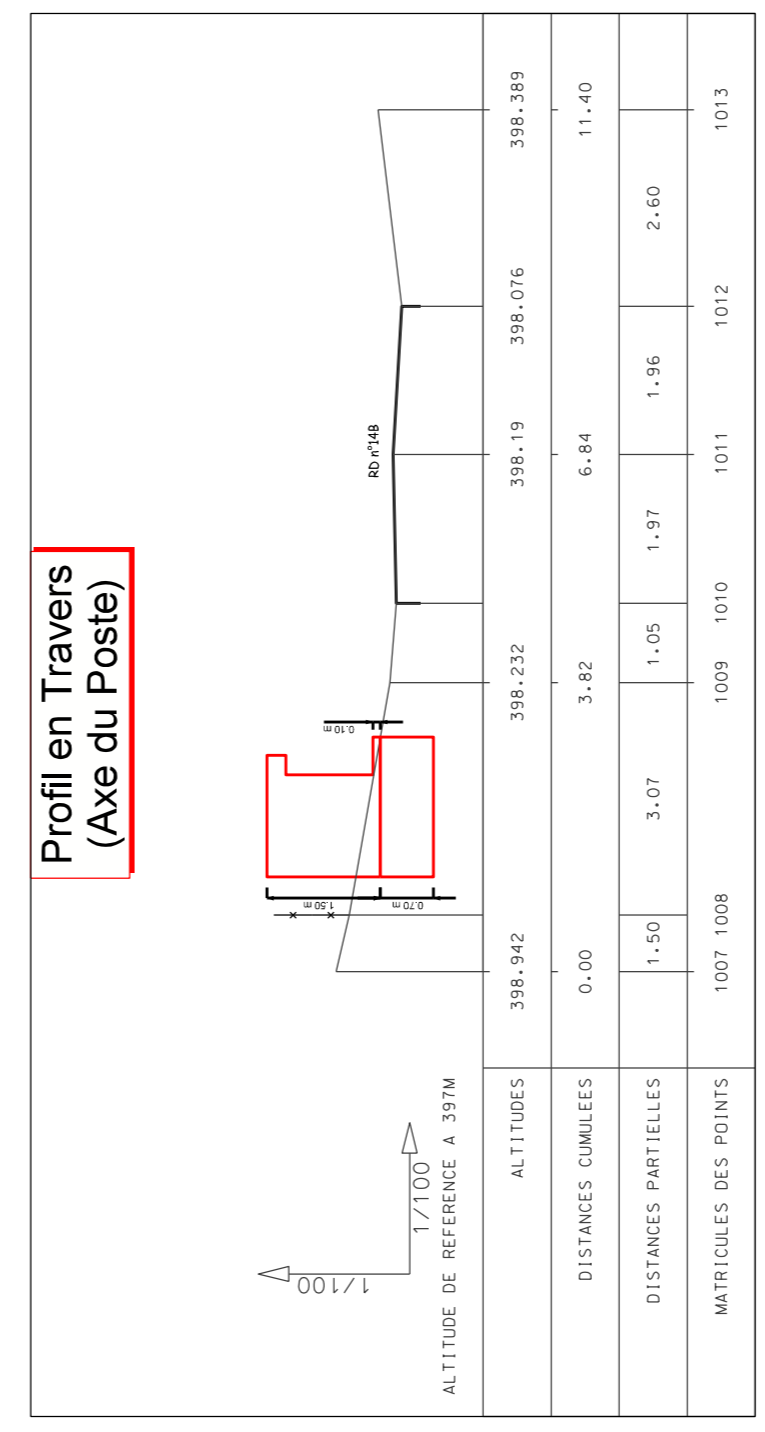 Profil en Travers
(Axe du Poste)
RD n°14B
0.10 m
1.50 m
0.70 m
1/100
1/100
ALTITUDE DE REFERENCE A 397M
ALTITUDES 398.942 398.232 398.19 398.076 398.389
DISTANCES CUMULEES 0.00 3.82 6.84 11.40
DISTANCES PARTIELLES 1.50 3.07 1.05 1.97 1.96 2.60
MATRICULES DES POINTS 1007 1008 1009 1010 1011 1012 1013